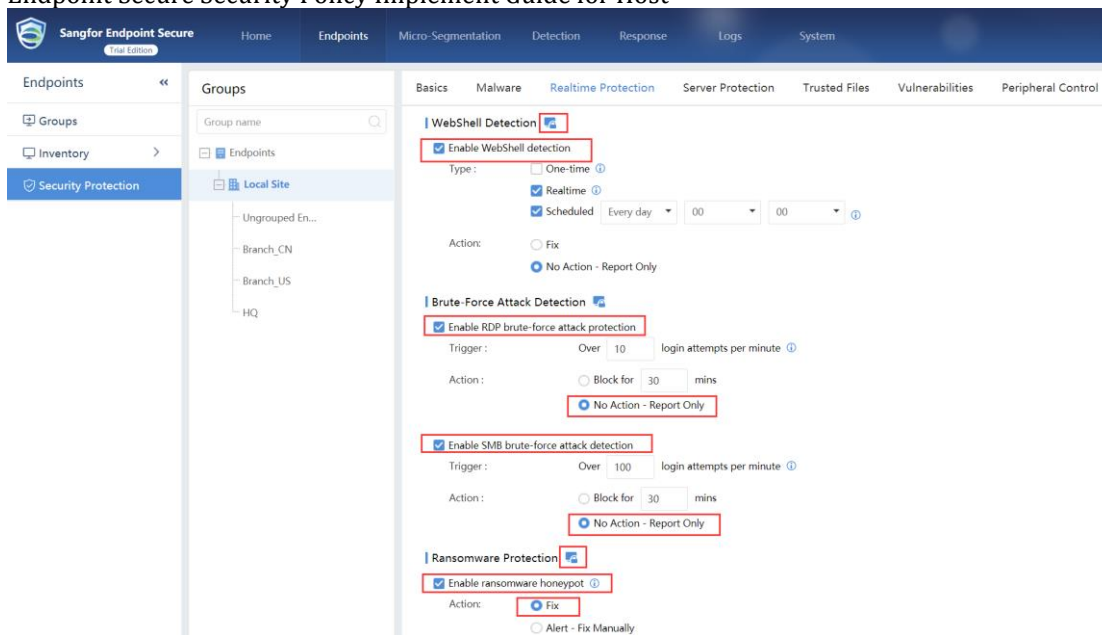 Endpoint Secure Security Policy Implement Guide for Host
Sangfor Endpoint Secure
Trial Edition
Home Endpoints Micro-Segmentation Detection Response Logs System
Endpoints «
Groups
Inventory >
Security Protection
Groups
Group name
Endpoints
Local Site
Ungrouped En...
Branch_CN
Branch_US
HQ
Basics Malware Realtime Protection Server Protection Trusted Files Vulnerabilities Peripheral Control
WebShell Detection
Enable WebShell detection
Type : One-time
Realtime
Scheduled Every day 00 00
Action: Fix
No Action - Report Only
Brute-Force Attack Detection
Enable RDP brute-force attack protection
Trigger : Over 10 login attempts per minute
Action : Block for 30 mins
No Action - Report Only
Enable SMB brute-force attack detection
Trigger : Over 100 login attempts per minute
Action : Block for 30 mins
No Action - Report Only
Ransomware Protection
Enable ransomware honeypot
Action: Fix
Alert - Fix Manually